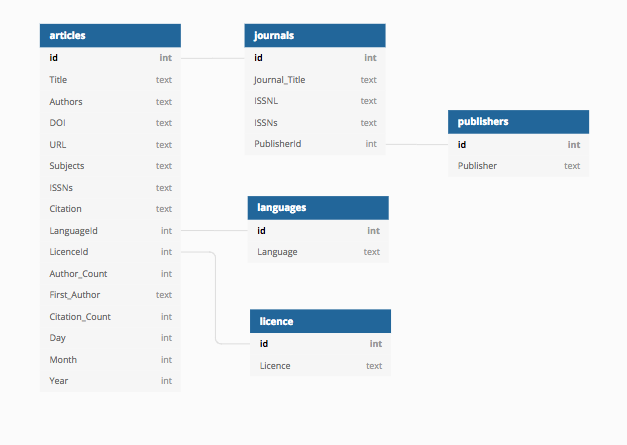 articles
id int
Title text
Authors text
DOI text
URL text
Subjects text
ISSNs text
Citation text
LanguageId int
LicenceId int
Author_Count int
First_Author text
Citation_Count int
Day int
Month int
Year int
journals
id int
Journal_Title text
ISSNL text
ISSNs text
PublisherId int
publishers
id int
Publisher text
languages
id int
Language text
licence
id int
Licence text